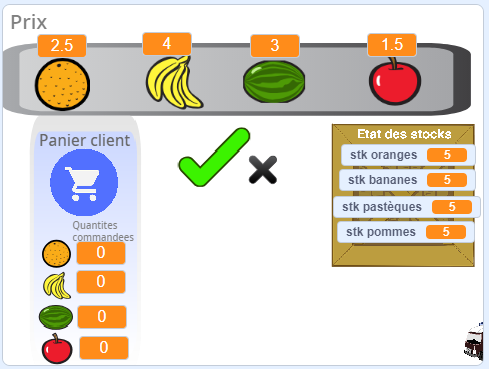 Prix
2.5
4
3
1.5
Panier client
Quantites
commandees
0
0
0
0
Etat des stocks
stk oranges 5
stk bananes 5
stk pastèques 5
stk pommes 5